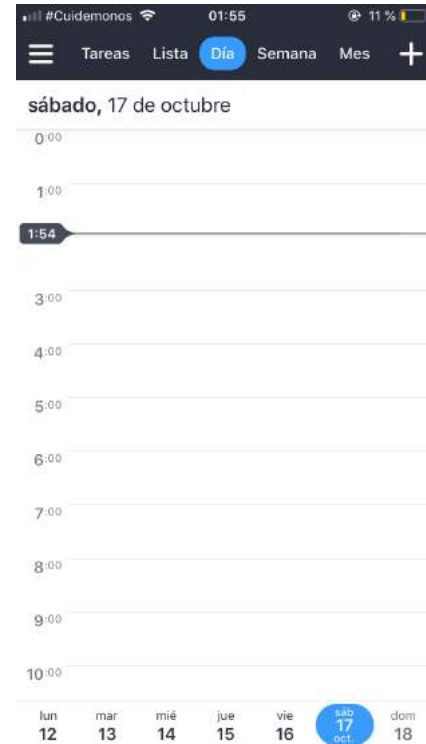 #Cuidemonos 01:55 11 %
Tareas Lista Día Semana Mes
sábado, 17 de octubre
0:00
1:00
1:54
3:00
4:00
5:00
6:00
7:00
8:00
9:00
10:00
lun mar mié jue vie sáb dom
12 13 14 15 16 17 18
oct.